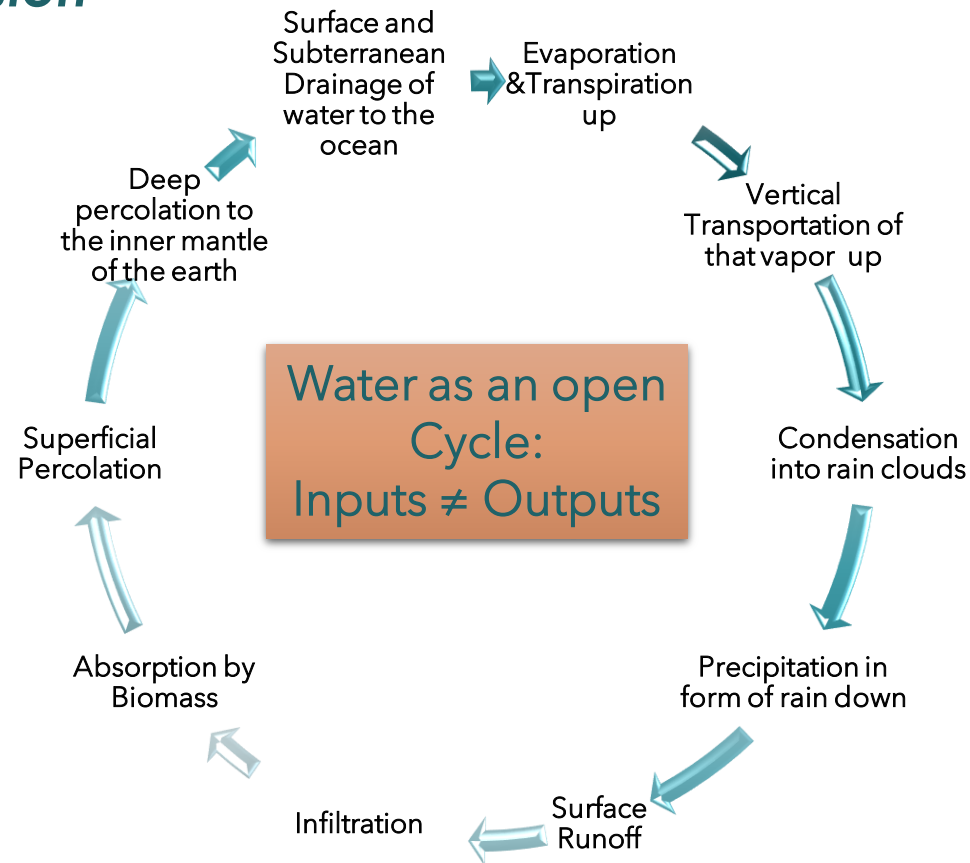 Surface and
Subterranean
Drainage of
water to the
ocean
Evaporation
&Transpiration
up
Vertical
Transportation of
that vapor up
Condensation
into rain clouds
Precipitation in
form of rain down
Surface
Runoff
Infiltration
Absorption by
Biomass
Superficial
Percolation
Deep
percolation to
the inner mantle
of the earth
Water as an open
Cycle:
Inputs ≠ Outputs